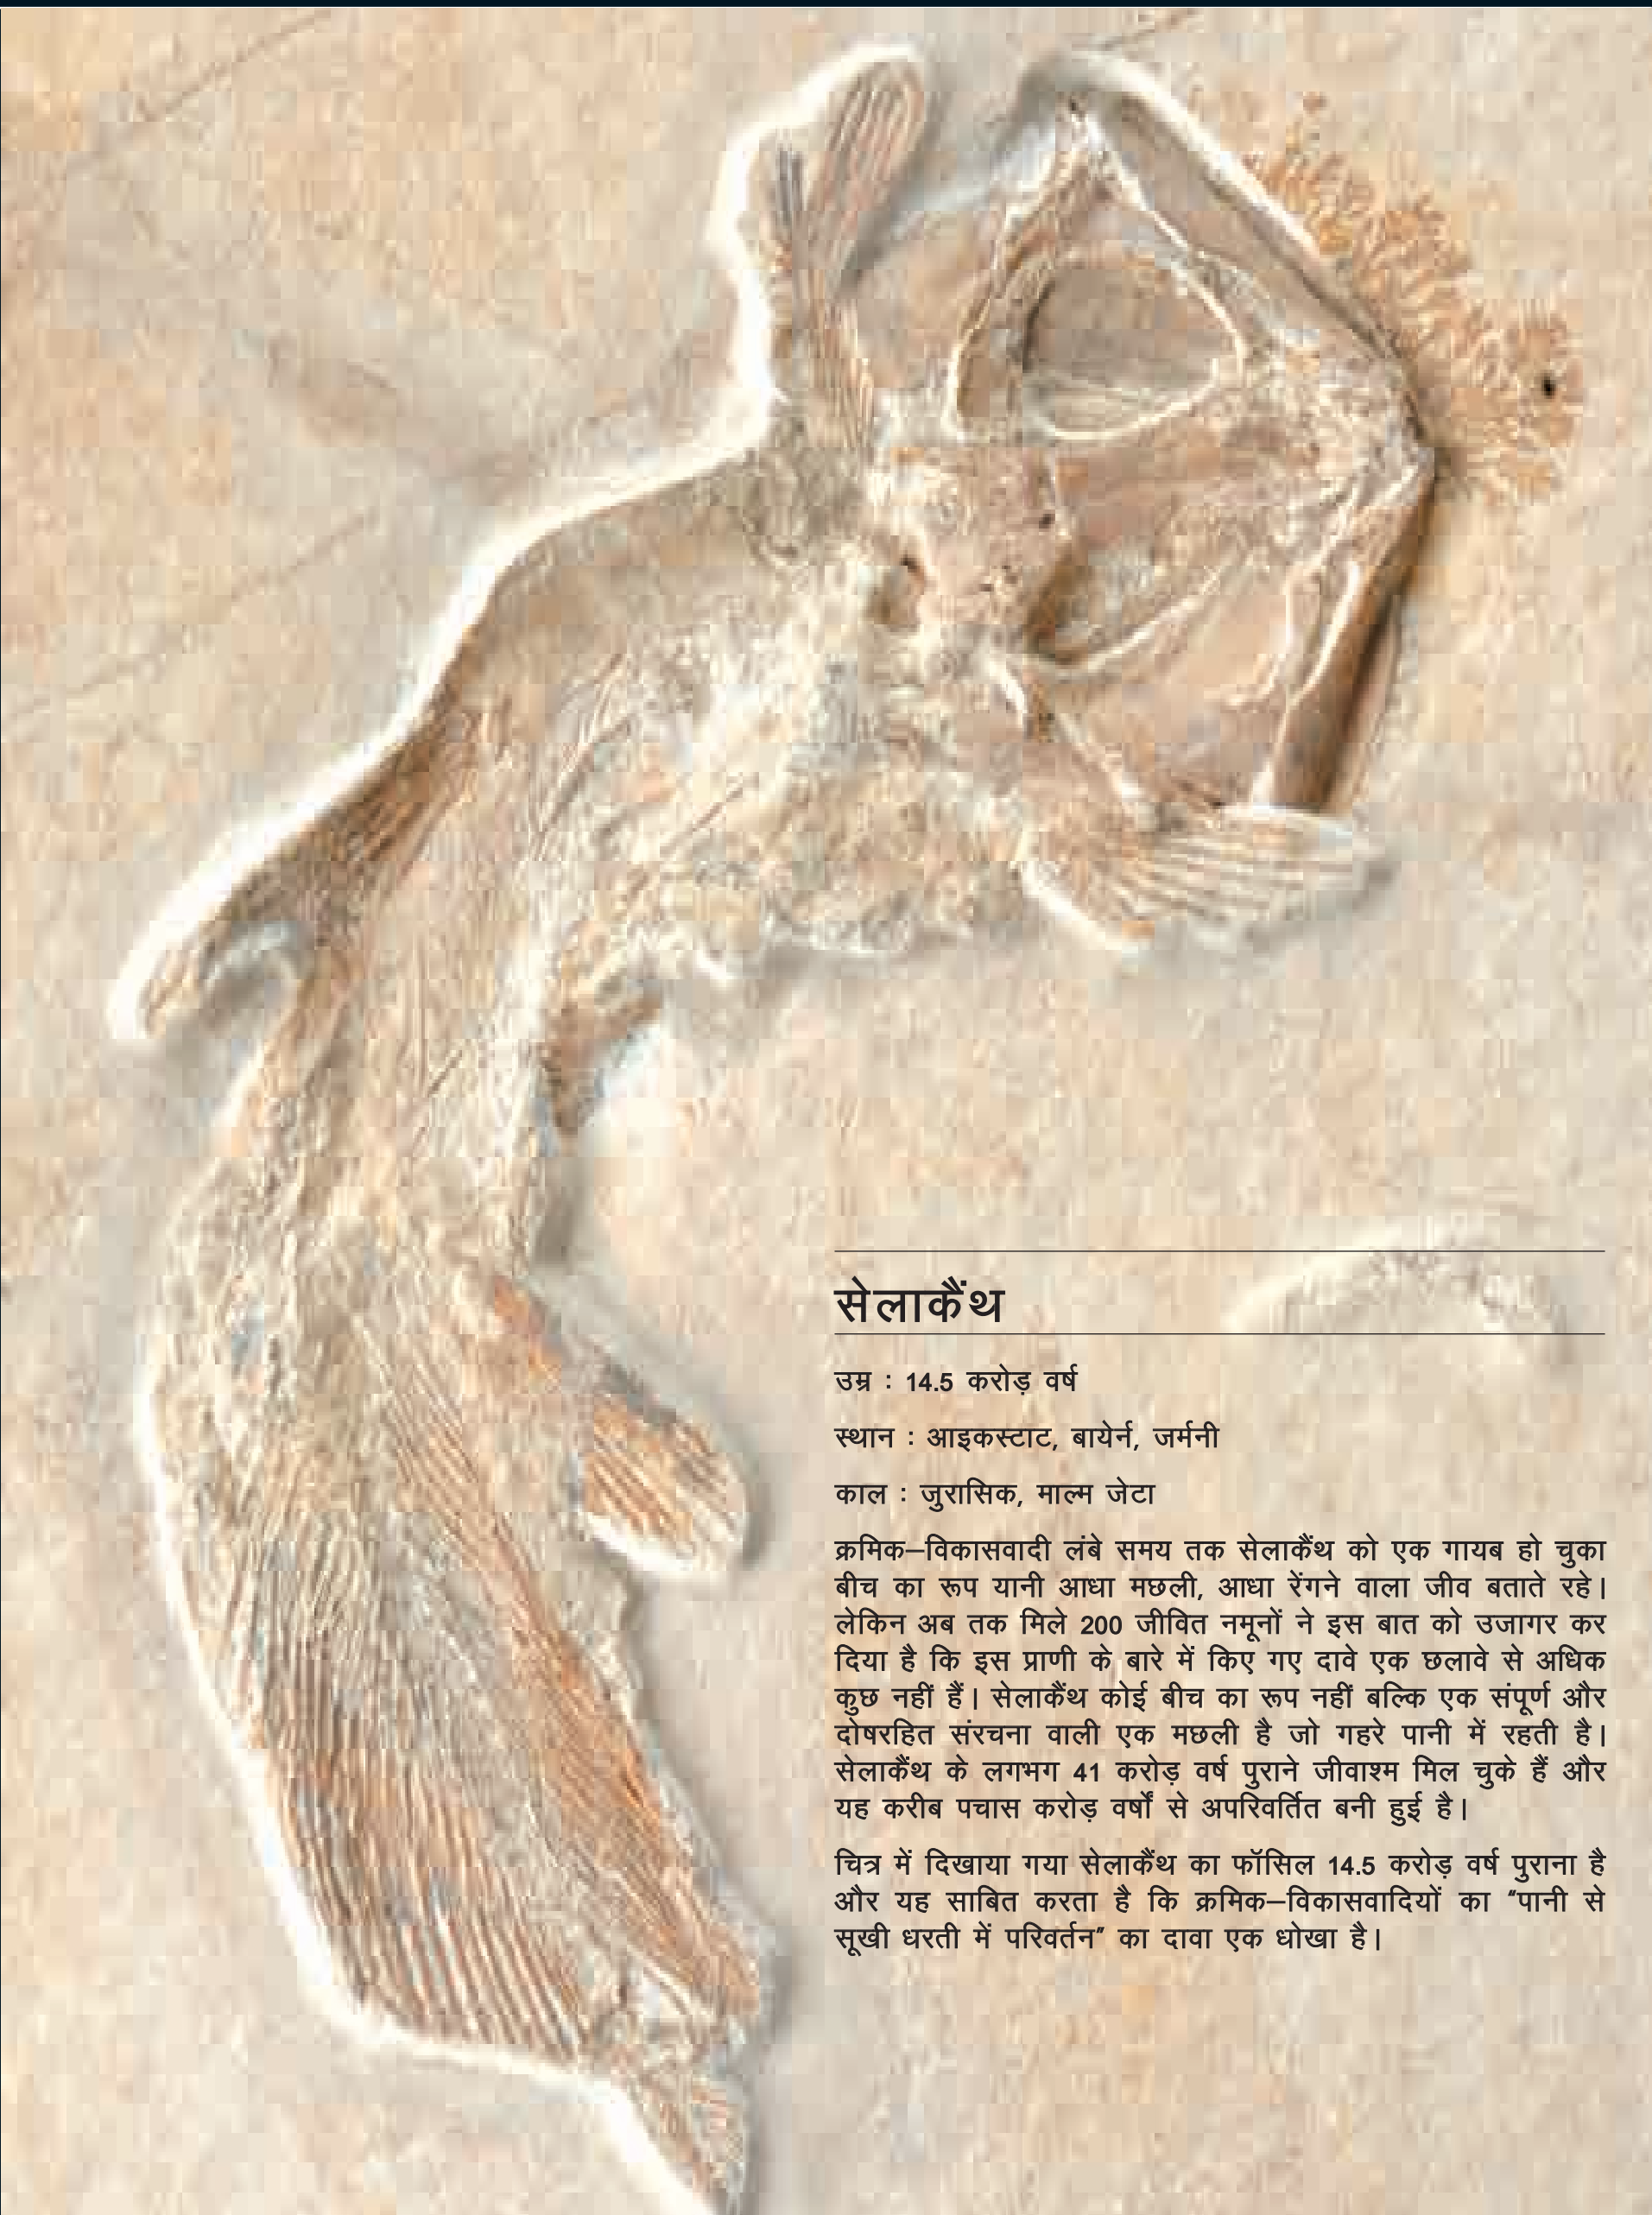 सेलाकैंथ
उम्र : 14.5 करोड़ वर्ष
स्थान : आइकस्टाट, बायेर्न, जर्मनी
काल : जुरासिक, माल्म जेटा
क्रमिक–विकासवादी लंबे समय तक सेलाकैंथ को एक गायब हो चुका
बीच का रूप यानी आधा मछली, आधा रेंगने वाला जीव बताते रहे।
लेकिन अब तक मिले 200 जीवित नमूनों ने इस बात को उजागर कर
दिया है कि इस प्राणी के बारे में किए गए दावे एक छलावे से अधिक
कुछ नहीं हैं। सेलाकैंथ कोई बीच का रूप नहीं बल्कि एक संपूर्ण और
दोषरहित संरचना वाली एक मछली है जो गहरे पानी में रहती है।
सेलाकैंथ के लगभग 41 करोड़ वर्ष पुराने जीवाश्म मिल चुके हैं और
यह करीब पचास करोड़ वर्षों से अपरिवर्तित बनी हुई है।
चित्र में दिखाया गया सेलाकैंथ का फॉसिल 14.5 करोड़ वर्ष पुराना है
और यह साबित करता है कि क्रमिक–विकासवादियों का "पानी से
सूखी धरती में परिवर्तन" का दावा एक धोखा है।